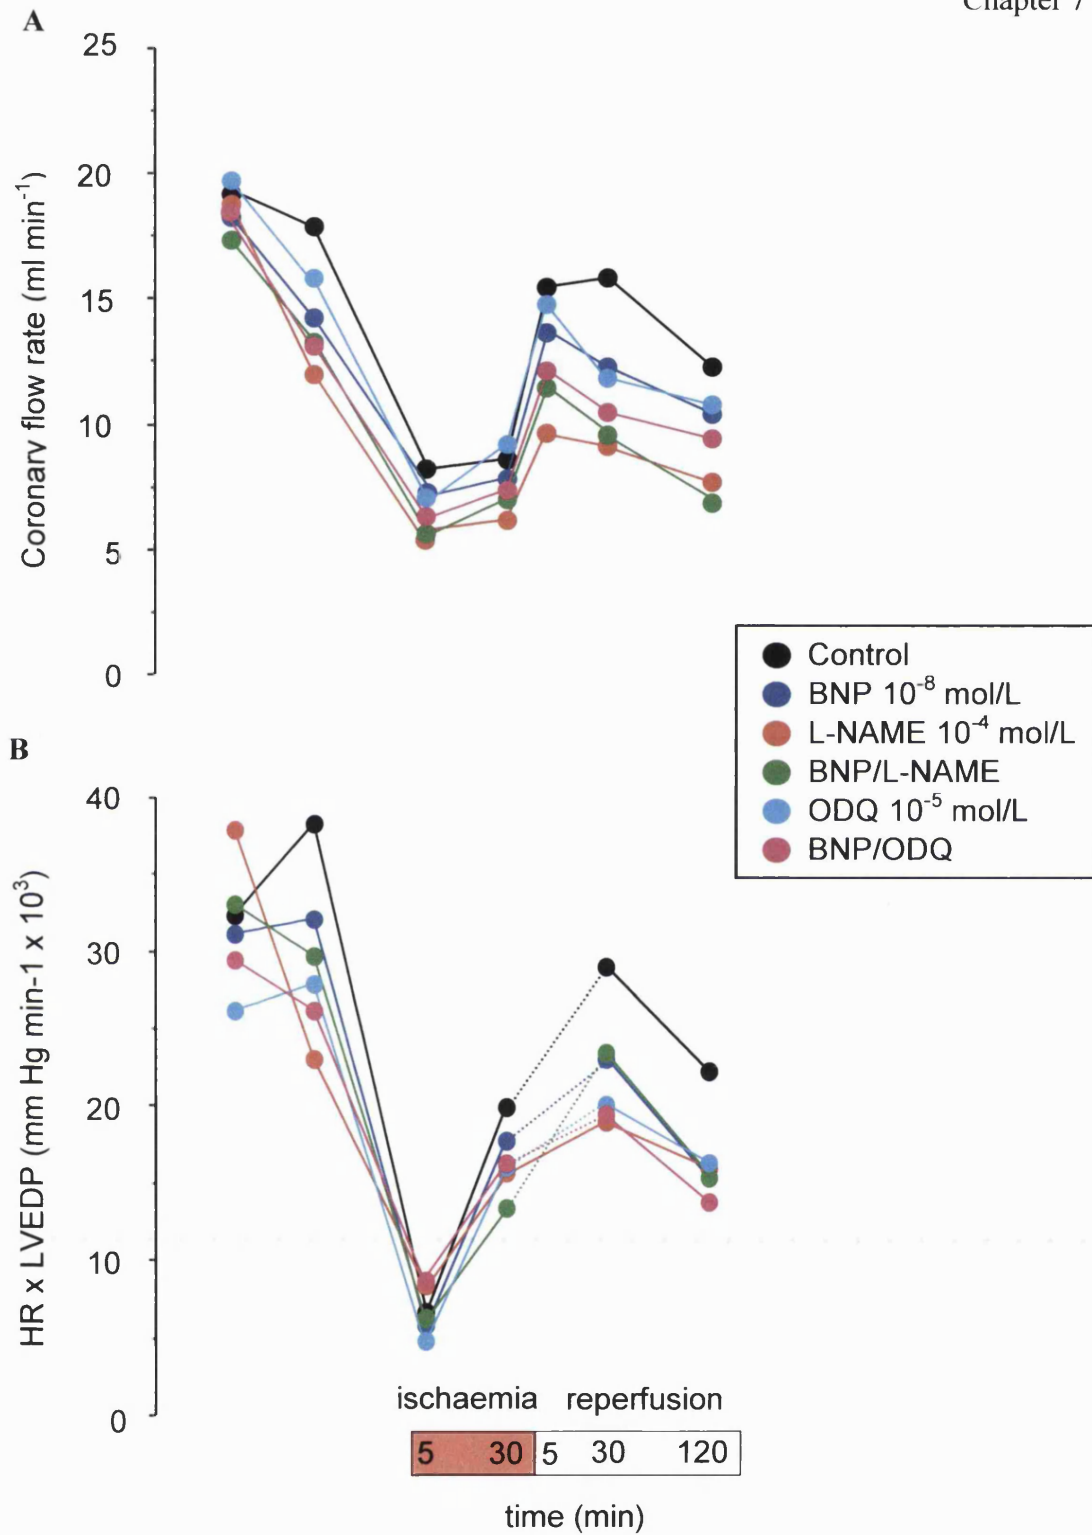 Chapter 7
A
25
20
15
10
5
0
Coronary flow rate (ml min⁻¹)
Control
BNP 10⁻⁸ mol/L
L-NAME 10⁻⁴ mol/L
BNP/L-NAME
ODQ 10⁻⁵ mol/L
BNP/ODQ
B
40
30
20
10
0
HR x LVEDP (mm Hg min-1 x 10³)
ischaemia reperfusion
5 30 5 30 120
time (min)